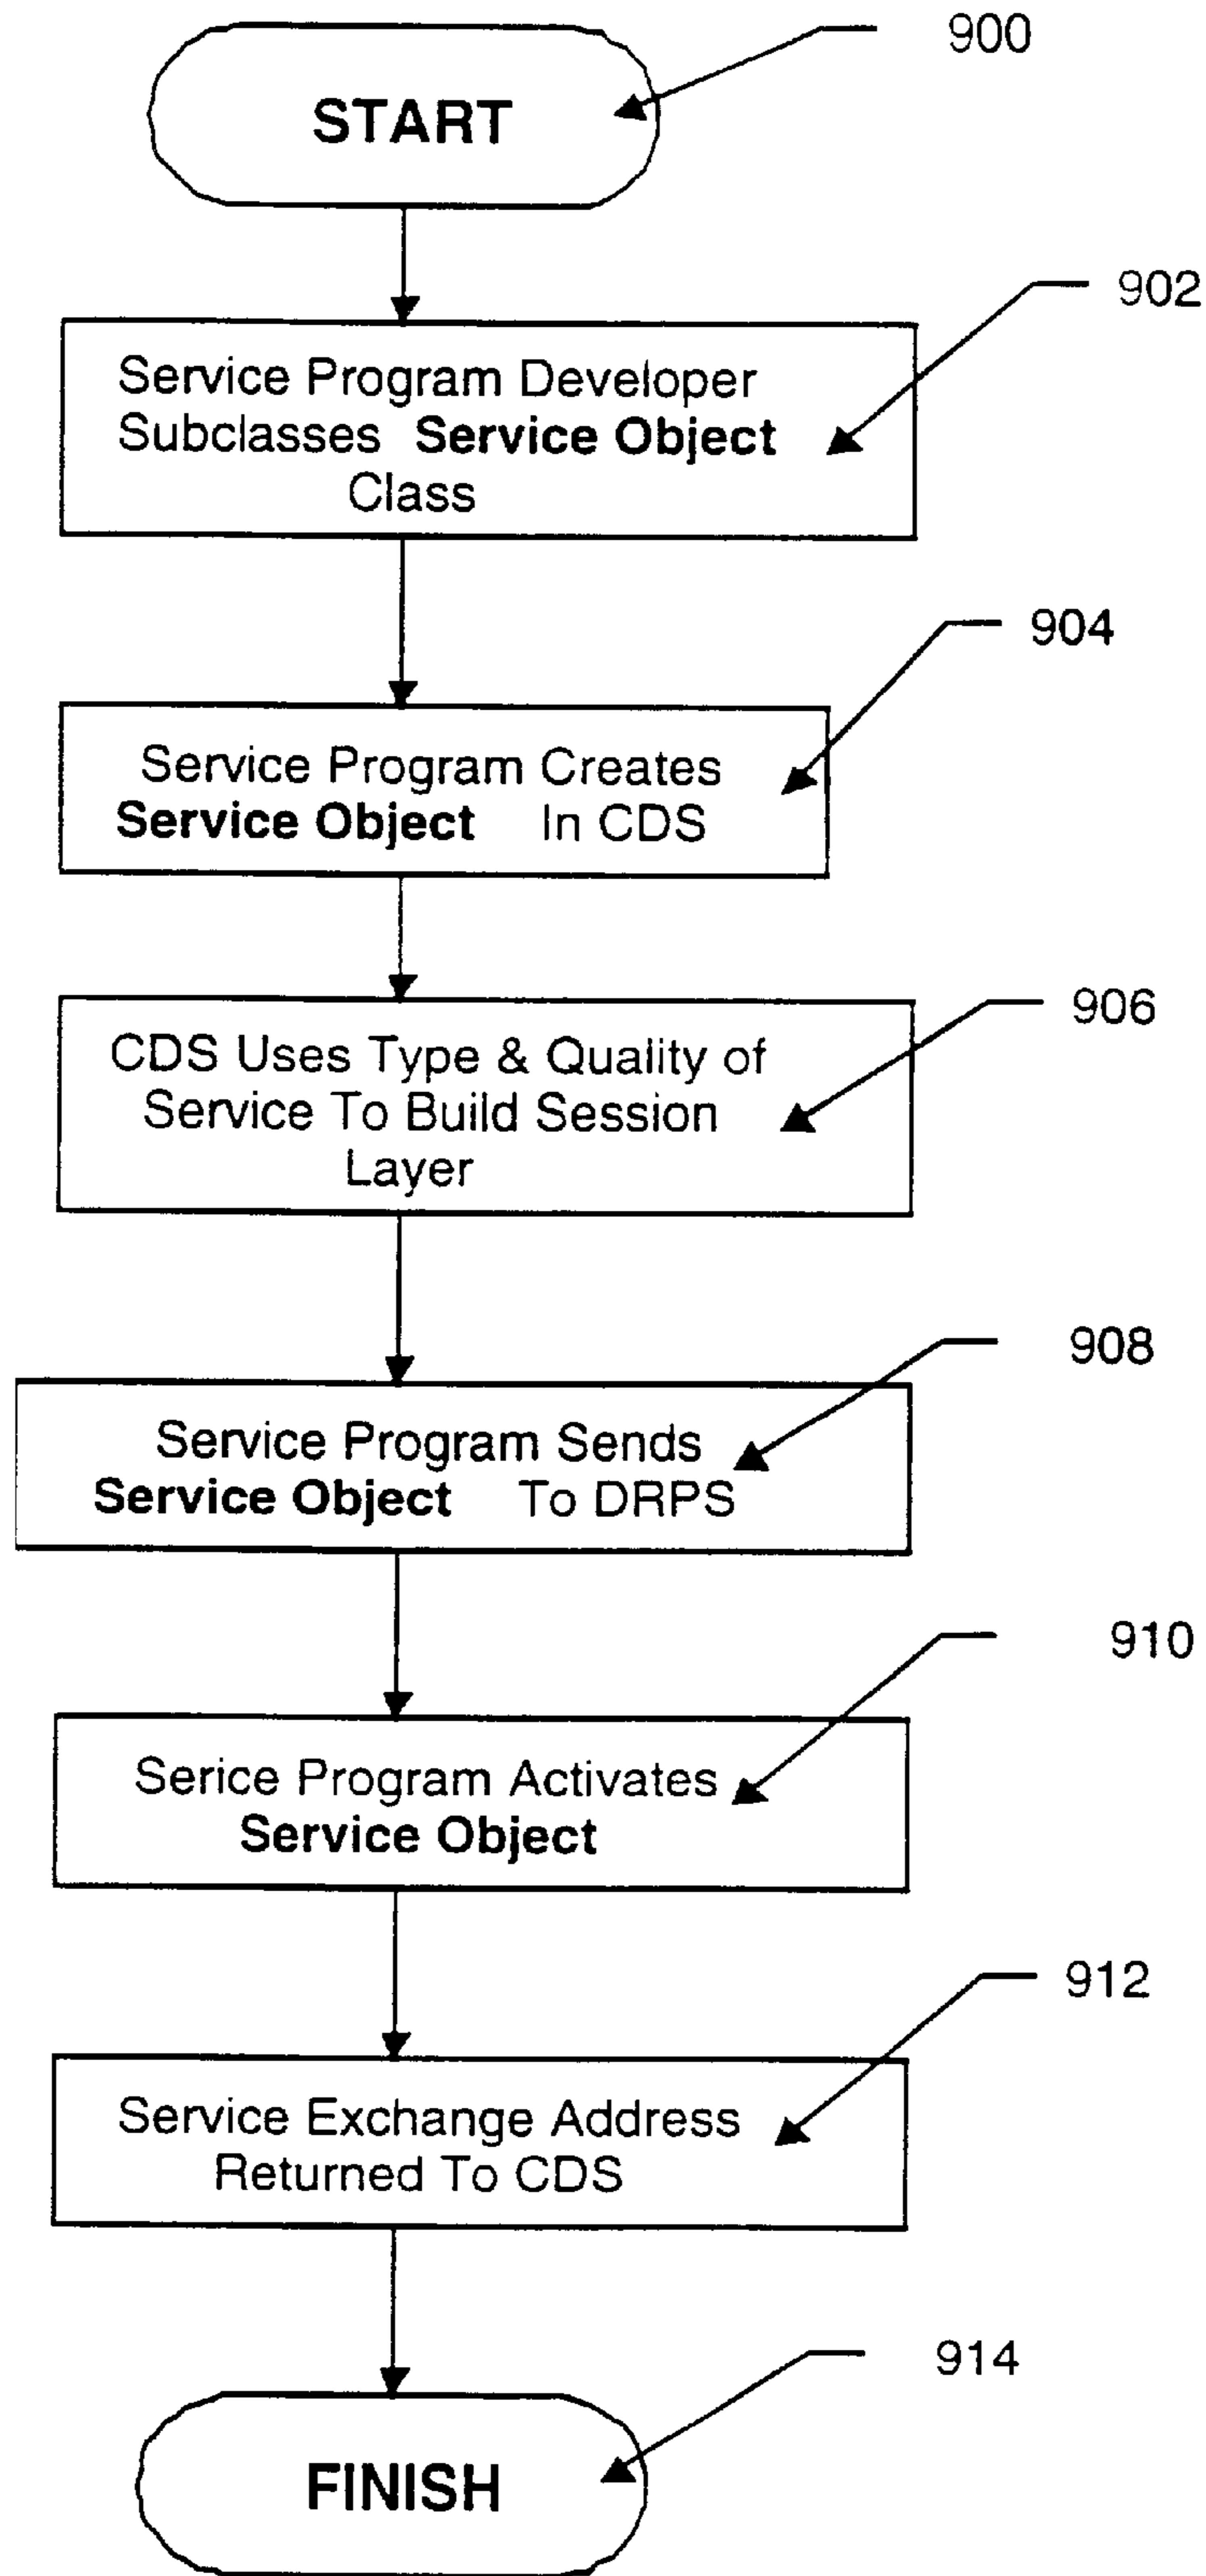 900
START
902
Service Program Developer
Subclasses Service Object
Class
904
Service Program Creates
Service Object In CDS
906
CDS Uses Type & Quality of
Service To Build Session
Layer
908
Service Program Sends
Service Object To DRPS
910
Serice Program Activates
Service Object
912
Service Exchange Address
Returned To CDS
914
FINISH